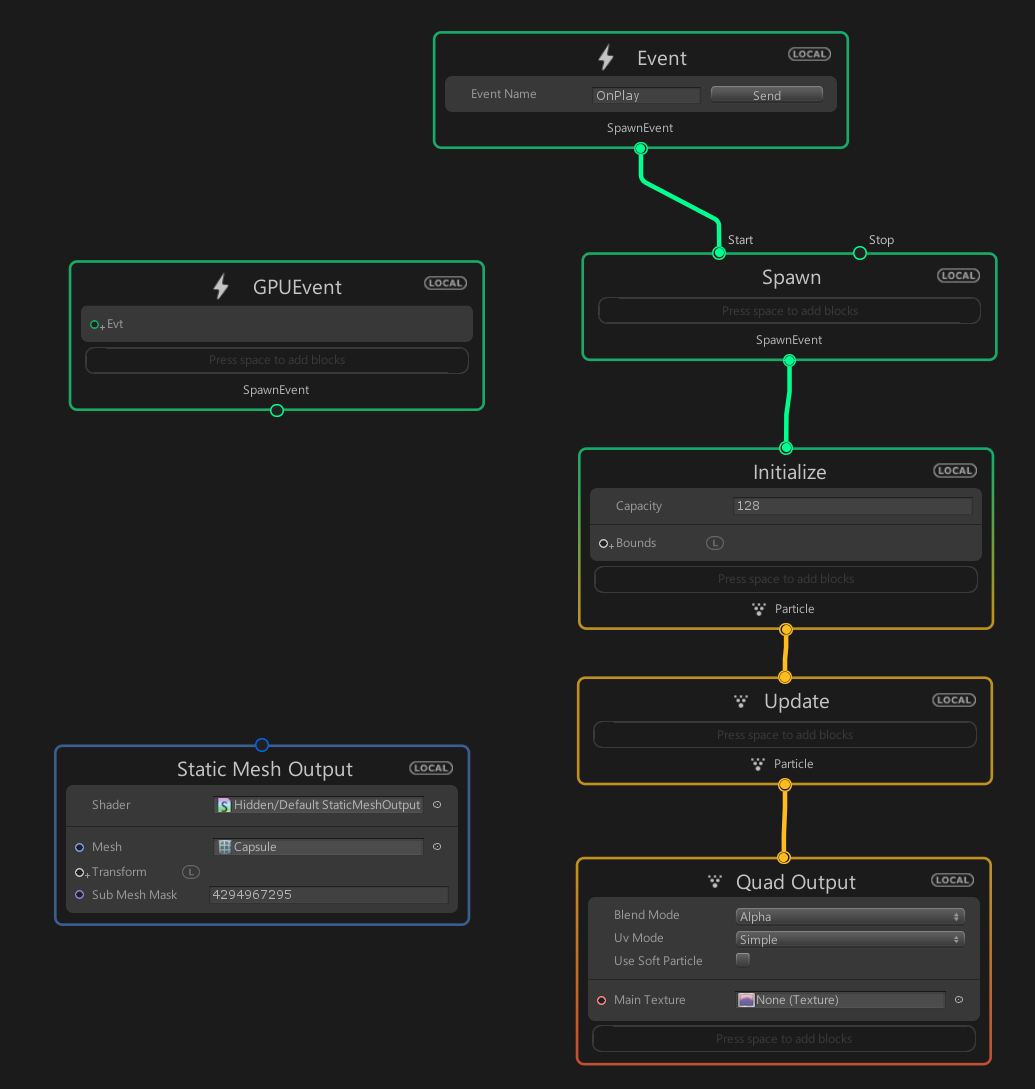 Event
LOCAL
Event Name
OnPlay
Send
SpawnEvent
Start
Stop
Spawn
LOCAL
Press space to add blocks
SpawnEvent
GPUEvent
LOCAL
Evt
Press space to add blocks
SpawnEvent
Initialize
LOCAL
Capacity
128
Bounds
L
Press space to add blocks
Particle
Update
LOCAL
Press space to add blocks
Particle
Static Mesh Output
LOCAL
Shader
Hidden/Default StaticMeshOutput
Mesh
Capsule
Transform
L
Sub Mesh Mask
4294967295
Quad Output
LOCAL
Blend Mode
Alpha
Uv Mode
Simple
Use Soft Particle
Main Texture
None (Texture)
Press space to add blocks